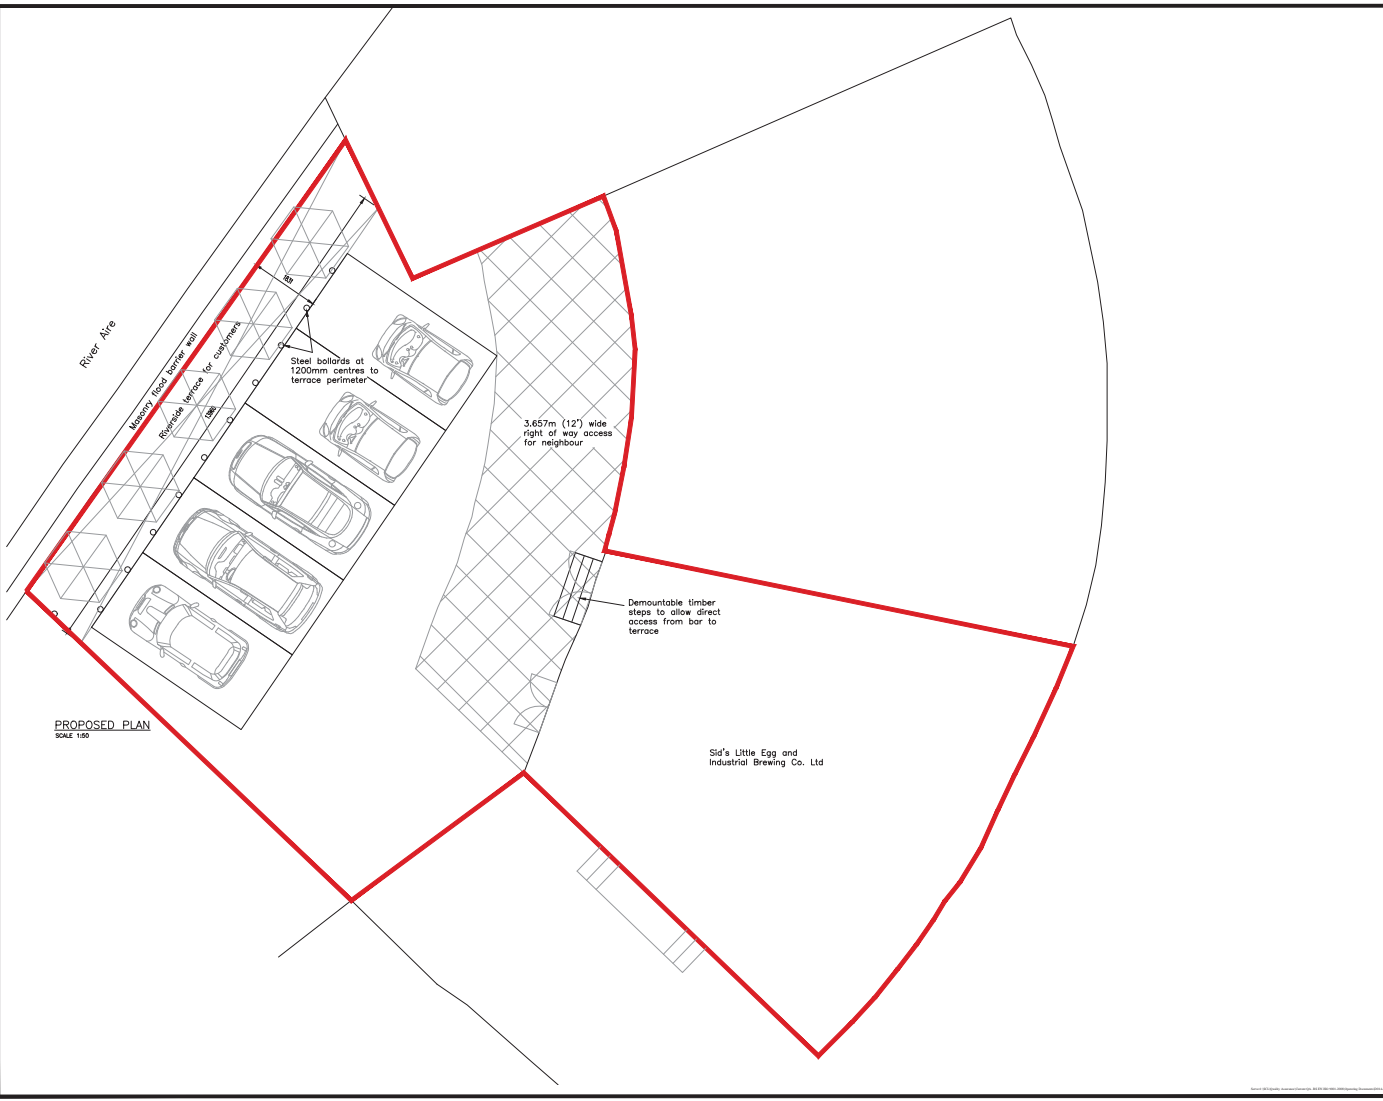 River Aire
Masonry flood barrier wall
Riverside terrace for customers
1831
Steel bollards at
1200mm centres to
terrace perimeter
3.657m (12') wide
right of way access
for neighbour
Demountable timber
steps to allow direct
access from bar to
terrace
PROPOSED PLAN
SCALE 1:50
Sid's Little Egg and
Industrial Brewing Co. Ltd